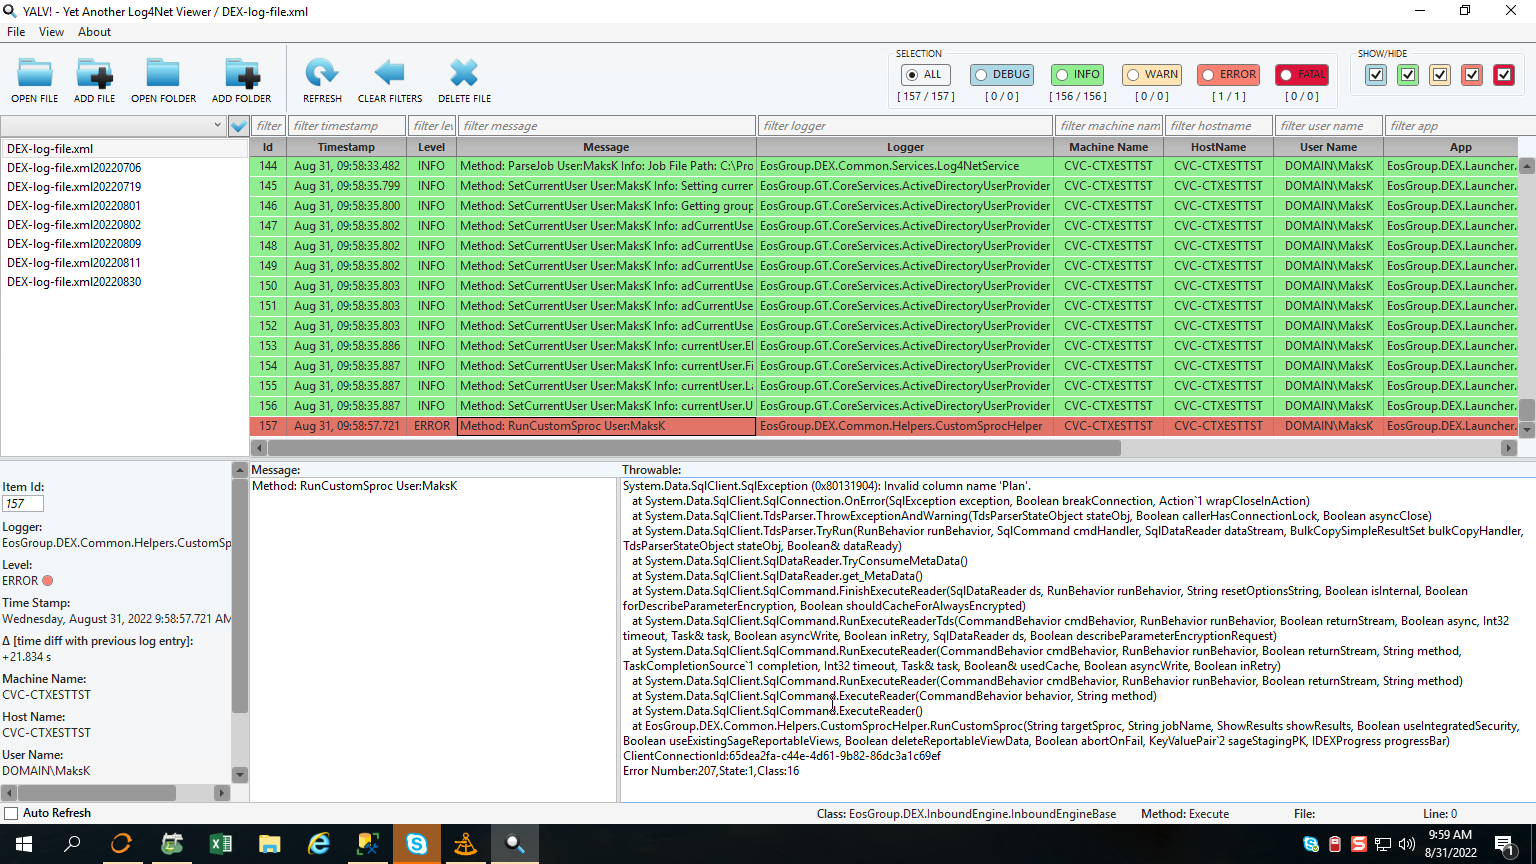 YALV! - Yet Another Log4Net Viewer / DEX-log-file.xml
File View About
OPEN FILE ADD FILE OPEN FOLDER ADD FOLDER REFRESH CLEAR FILTERS DELETE FILE
SELECTION
ALL DEBUG INFO WARN ERROR FATAL
[ 157 / 157 ] [ 0 / 0 ] [ 156 / 156 ] [ 0 / 0 ] [ 1 / 1 ] [ 0 / 0 ]
SHOW/HIDE
filter filter timestamp filter le filter message filter logger filter machine nam filter hostname filter user name filter app
DEX-log-file.xml
DEX-log-file.xml20220706
DEX-log-file.xml20220719
DEX-log-file.xml20220801
DEX-log-file.xml20220802
DEX-log-file.xml20220809
DEX-log-file.xml20220811
DEX-log-file.xml20220830
Id Timestamp Level Message Logger Machine Name HostName User Name App
144 Aug 31, 09:58:33.482 INFO Method: ParseJob User:MaksK Info: Job File Path: C:\Pro EosGroup.DEX.Common.Services.Log4NetService CVC-CTXESTTST CVC-CTXESTTST DOMAIN\MaksK EosGroup.DEX.Launcher.
145 Aug 31, 09:58:35.799 INFO Method: SetCurrentUser User:MaksK Info: Setting curren EosGroup.GT.CoreServices.ActiveDirectoryUserProvider CVC-CTXESTTST CVC-CTXESTTST DOMAIN\MaksK EosGroup.DEX.Launcher.
146 Aug 31, 09:58:35.800 INFO Method: SetCurrentUser User:MaksK Info: Getting group EosGroup.GT.CoreServices.ActiveDirectoryUserProvider CVC-CTXESTTST CVC-CTXESTTST DOMAIN\MaksK EosGroup.DEX.Launcher.
147 Aug 31, 09:58:35.802 INFO Method: SetCurrentUser User:MaksK Info: adCurrentUse EosGroup.GT.CoreServices.ActiveDirectoryUserProvider CVC-CTXESTTST CVC-CTXESTTST DOMAIN\MaksK EosGroup.DEX.Launcher.
148 Aug 31, 09:58:35.802 INFO Method: SetCurrentUser User:MaksK Info: adCurrentUse EosGroup.GT.CoreServices.ActiveDirectoryUserProvider CVC-CTXESTTST CVC-CTXESTTST DOMAIN\MaksK EosGroup.DEX.Launcher.
149 Aug 31, 09:58:35.802 INFO Method: SetCurrentUser User:MaksK Info: adCurrentUse EosGroup.GT.CoreServices.ActiveDirectoryUserProvider CVC-CTXESTTST CVC-CTXESTTST DOMAIN\MaksK EosGroup.DEX.Launcher.
150 Aug 31, 09:58:35.803 INFO Method: SetCurrentUser User:MaksK Info: adCurrentUse EosGroup.GT.CoreServices.ActiveDirectoryUserProvider CVC-CTXESTTST CVC-CTXESTTST DOMAIN\MaksK EosGroup.DEX.Launcher.
151 Aug 31, 09:58:35.803 INFO Method: SetCurrentUser User:MaksK Info: adCurrentUse EosGroup.GT.CoreServices.ActiveDirectoryUserProvider CVC-CTXESTTST CVC-CTXESTTST DOMAIN\MaksK EosGroup.DEX.Launcher.
152 Aug 31, 09:58:35.803 INFO Method: SetCurrentUser User:MaksK Info: adCurrentUse EosGroup.GT.CoreServices.ActiveDirectoryUserProvider CVC-CTXESTTST CVC-CTXESTTST DOMAIN\MaksK EosGroup.DEX.Launcher.
153 Aug 31, 09:58:35.886 INFO Method: SetCurrentUser User:MaksK Info: currentUser.El EosGroup.GT.CoreServices.ActiveDirectoryUserProvider CVC-CTXESTTST CVC-CTXESTTST DOMAIN\MaksK EosGroup.DEX.Launcher.
154 Aug 31, 09:58:35.887 INFO Method: SetCurrentUser User:MaksK Info: currentUser.Fi EosGroup.GT.CoreServices.ActiveDirectoryUserProvider CVC-CTXESTTST CVC-CTXESTTST DOMAIN\MaksK EosGroup.DEX.Launcher.
155 Aug 31, 09:58:35.887 INFO Method: SetCurrentUser User:MaksK Info: currentUser.La EosGroup.GT.CoreServices.ActiveDirectoryUserProvider CVC-CTXESTTST CVC-CTXESTTST DOMAIN\MaksK EosGroup.DEX.Launcher.
156 Aug 31, 09:58:35.887 INFO Method: SetCurrentUser User:MaksK Info: currentUser.U EosGroup.GT.CoreServices.ActiveDirectoryUserProvider CVC-CTXESTTST CVC-CTXESTTST DOMAIN\MaksK EosGroup.DEX.Launcher.
157 Aug 31, 09:58:57.721 ERROR Method: RunCustomSproc User:MaksK EosGroup.DEX.Common.Helpers.CustomSprocHelper CVC-CTXESTTST CVC-CTXESTTST DOMAIN\MaksK EosGroup.DEX.Launcher.
Item Id:
157
Logger:
EosGroup.DEX.Common.Helpers.CustomSp
Level:
ERROR
Time Stamp:
Wednesday, August 31, 2022 9:58:57.721 AM
Δ [time diff with previous log entry]:
+21.834 s
Machine Name:
CVC-CTXESTTST
Host Name:
CVC-CTXESTTST
User Name:
DOMAIN\MaksK
Message:
Method: RunCustomSproc User:MaksK
Throwable:
System.Data.SqlClient.SqlException (0x80131904): Invalid column name 'Plan'.
at System.Data.SqlClient.SqlConnection.OnError(SqlException exception, Boolean breakConnection, Action`1 wrapCloseInAction)
at System.Data.SqlClient.TdsParser.ThrowExceptionAndWarning(TdsParserStateObject stateObj, Boolean callerHasConnectionLock, Boolean asyncClose)
at System.Data.SqlClient.TdsParser.TryRun(RunBehavior runBehavior, SqlCommand cmdHandler, SqlDataReader dataStream, BulkCopySimpleResultSet bulkCopyHandler,
TdsParserStateObject stateObj, Boolean& dataReady)
at System.Data.SqlClient.SqlDataReader.TryConsumeMetaData()
at System.Data.SqlClient.SqlDataReader.get_MetaData()
at System.Data.SqlClient.SqlCommand.FinishExecuteReader(SqlDataReader ds, RunBehavior runBehavior, String resetOptionsString, Boolean isInternal, Boolean
forDescribeParameterEncryption, Boolean shouldCacheForAlwaysEncrypted)
at System.Data.SqlClient.SqlCommand.RunExecuteReaderTds(CommandBehavior cmdBehavior, RunBehavior runBehavior, Boolean returnStream, Boolean async, Int32
timeout, Task& task, Boolean asyncWrite, Boolean inRetry, SqlDataReader ds, Boolean describeParameterEncryptionRequest)
at System.Data.SqlClient.SqlCommand.RunExecuteReader(CommandBehavior cmdBehavior, RunBehavior runBehavior, Boolean returnStream, String method,
TaskCompletionSource`1 completion, Int32 timeout, Task& task, Boolean& usedCache, Boolean asyncWrite, Boolean inRetry)
at System.Data.SqlClient.SqlCommand.RunExecuteReader(CommandBehavior cmdBehavior, RunBehavior runBehavior, Boolean returnStream, String method)
at System.Data.SqlClient.SqlCommand.ExecuteReader(CommandBehavior behavior, String method)
at System.Data.SqlClient.SqlCommand.ExecuteReader()
at EosGroup.DEX.Common.Helpers.CustomSprocHelper.RunCustomSproc(String targetSproc, String jobName, ShowResults showResults, Boolean useIntegratedSecurity,
Boolean useExistingSageReportableViews, Boolean deleteReportableViewData, Boolean abortOnFail, KeyValuePair`2 sageStagingPK, IDEXProgress progressBar)
ClientConnectionId:65dea2fa-c44e-4d61-9b82-86dc3a1c69ef
Error Number:207,State:1,Class:16
Auto Refresh
Class: EosGroup.DEX.InboundEngine.InboundEngineBase Method: Execute File: Line: 0
9:59 AM
8/31/2022
1